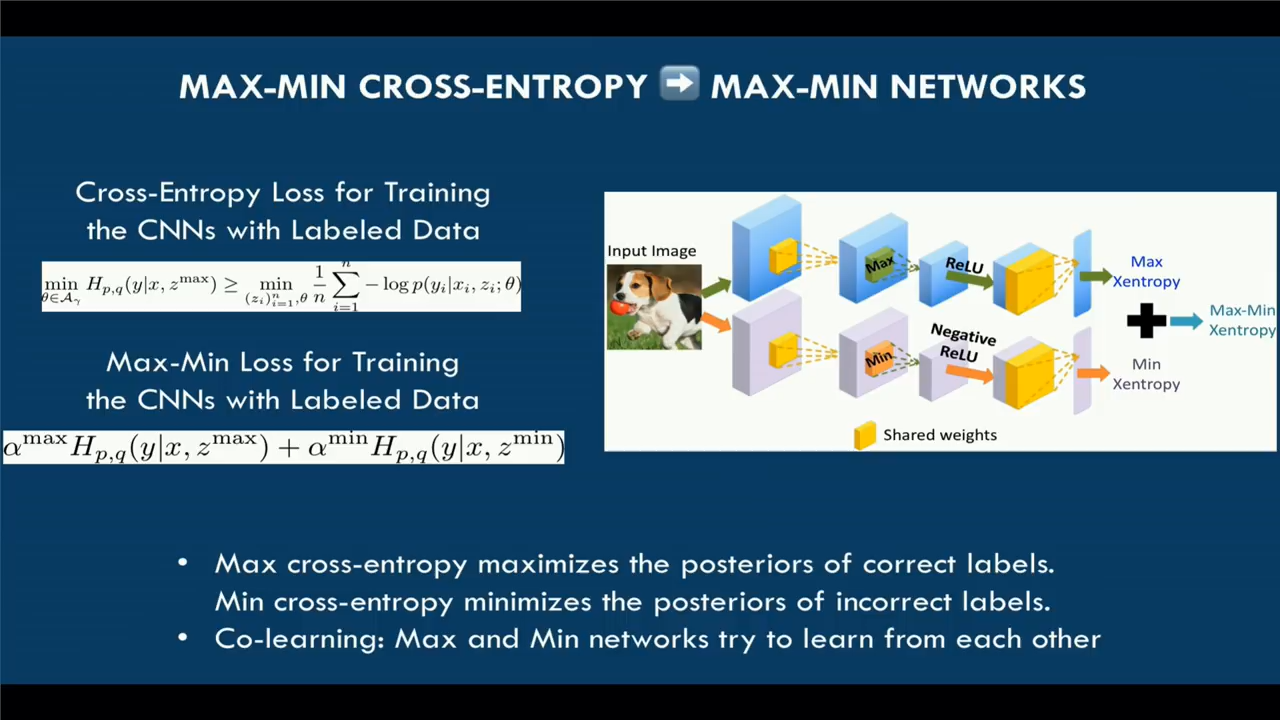 MAX-MIN CROSS-ENTROPY ➡ MAX-MIN NETWORKS
Cross-Entropy Loss for Training
the CNNs with Labeled Data
min_{θ∈𝒜_γ} H_{p,q}(y|x, z^{max}) ≥ min_{(z_i)_{i=1}^n, θ} \frac{1}{n} ∑_{i=1}^{n} − log p(y_i|x_i, z_i; θ)
Max-Min Loss for Training
the CNNs with Labeled Data
α^{max} H_{p,q}(y|x, z^{max}) + α^{min} H_{p,q}(y|x, z^{min})
Input Image
Max
ReLU
Max
Xentropy
Min
Negative
ReLU
Min
Xentropy
Max-Min
Xentropy
Shared weights
• Max cross-entropy maximizes the posteriors of correct labels.
Min cross-entropy minimizes the posteriors of incorrect labels.
• Co-learning: Max and Min networks try to learn from each other